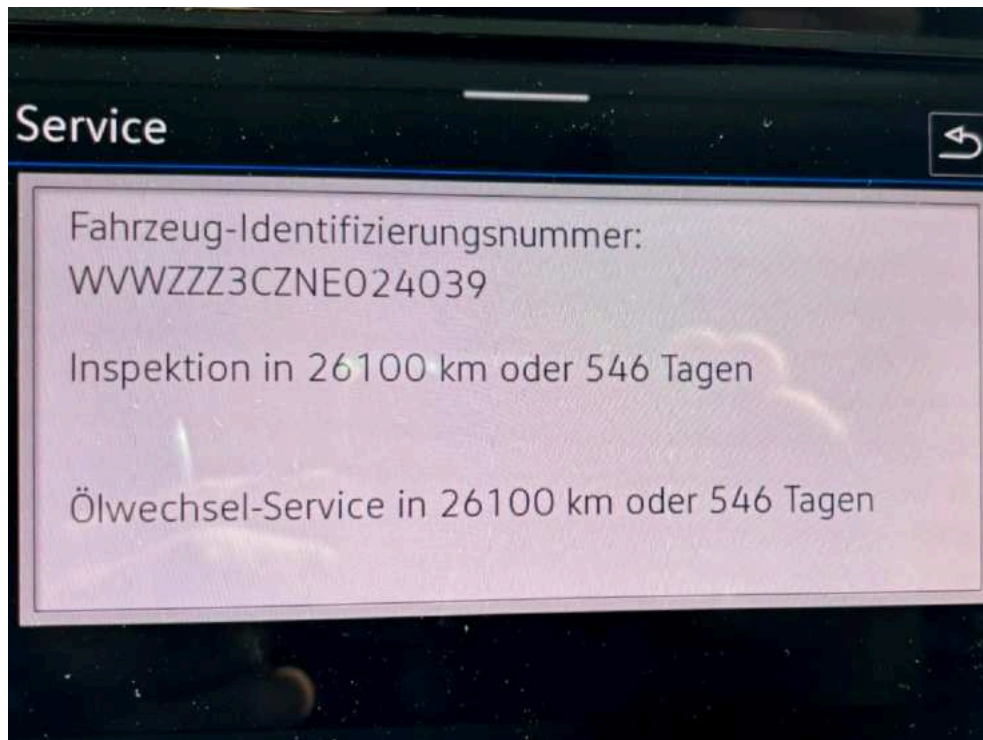 Service
Fahrzeug-Identifizierungsnummer:
WVWZZZ3CZNE024039
Inspektion in 26100 km oder 546 Tagen
Ölwechsel-Service in 26100 km oder 546 Tagen